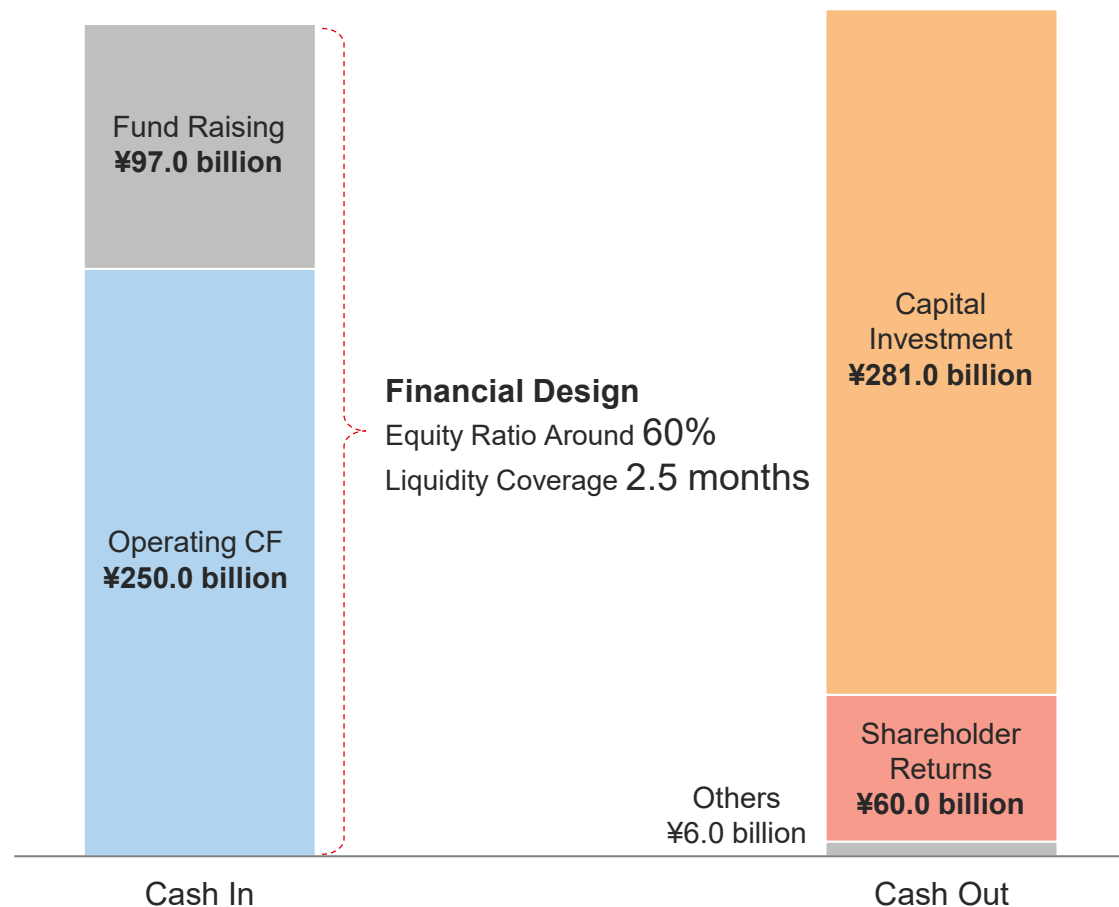 Fund Raising
¥97.0 billion
Operating CF
¥250.0 billion
Financial Design
Equity Ratio Around 60%
Liquidity Coverage 2.5 months
Capital
Investment
¥281.0 billion
Shareholder
Returns
¥60.0 billion
Others
¥6.0 billion
Cash In
Cash Out